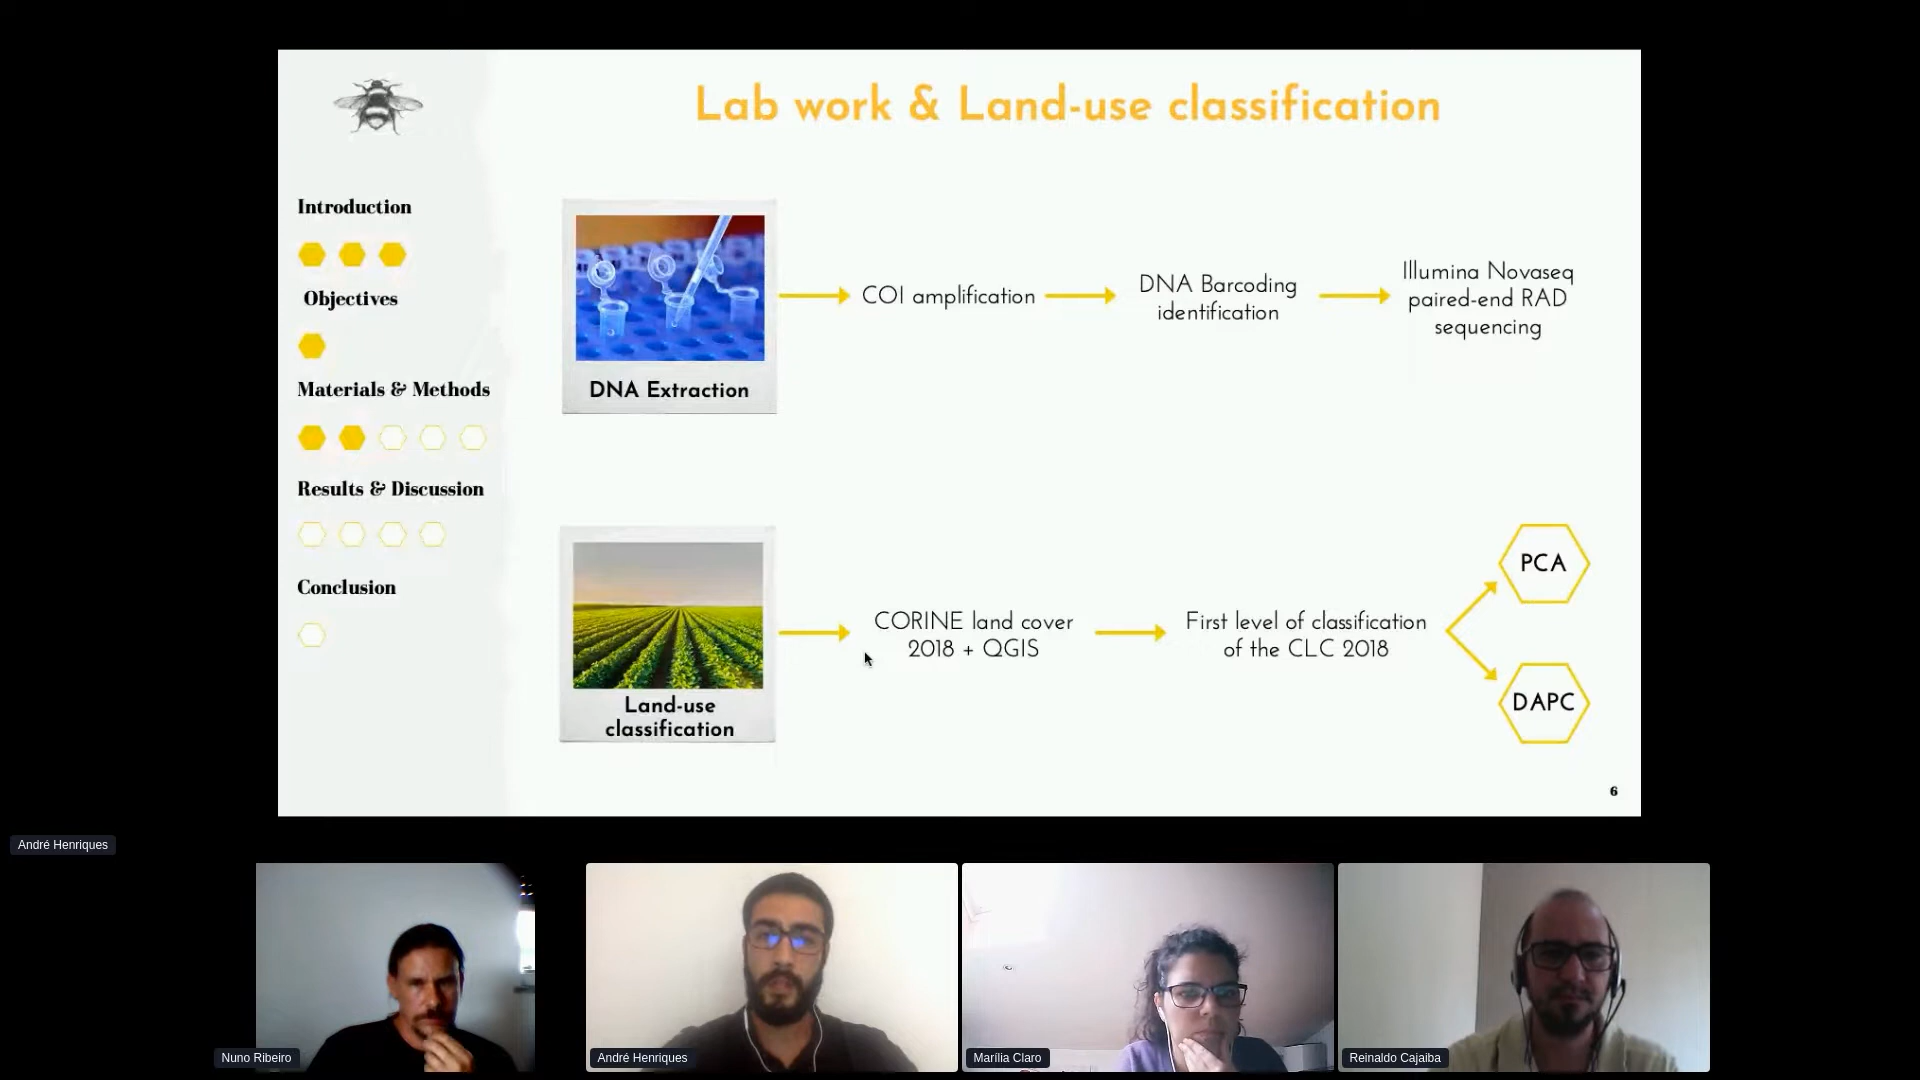 Lab work & Land-use classification
Introduction
Objectives
Materials & Methods
Results & Discussion
Conclusion
DNA Extraction
COI amplification
DNA Barcoding
identification
Illumina Novaseq
paired-end RAD
sequencing
Land-use
classification
CORINE land cover
2018 + QGIS
First level of classification
of the CLC 2018
PCA
DAPC
6
André Henriques
Nuno Ribeiro
André Henriques
Marília Claro
Reinaldo Cajaiba